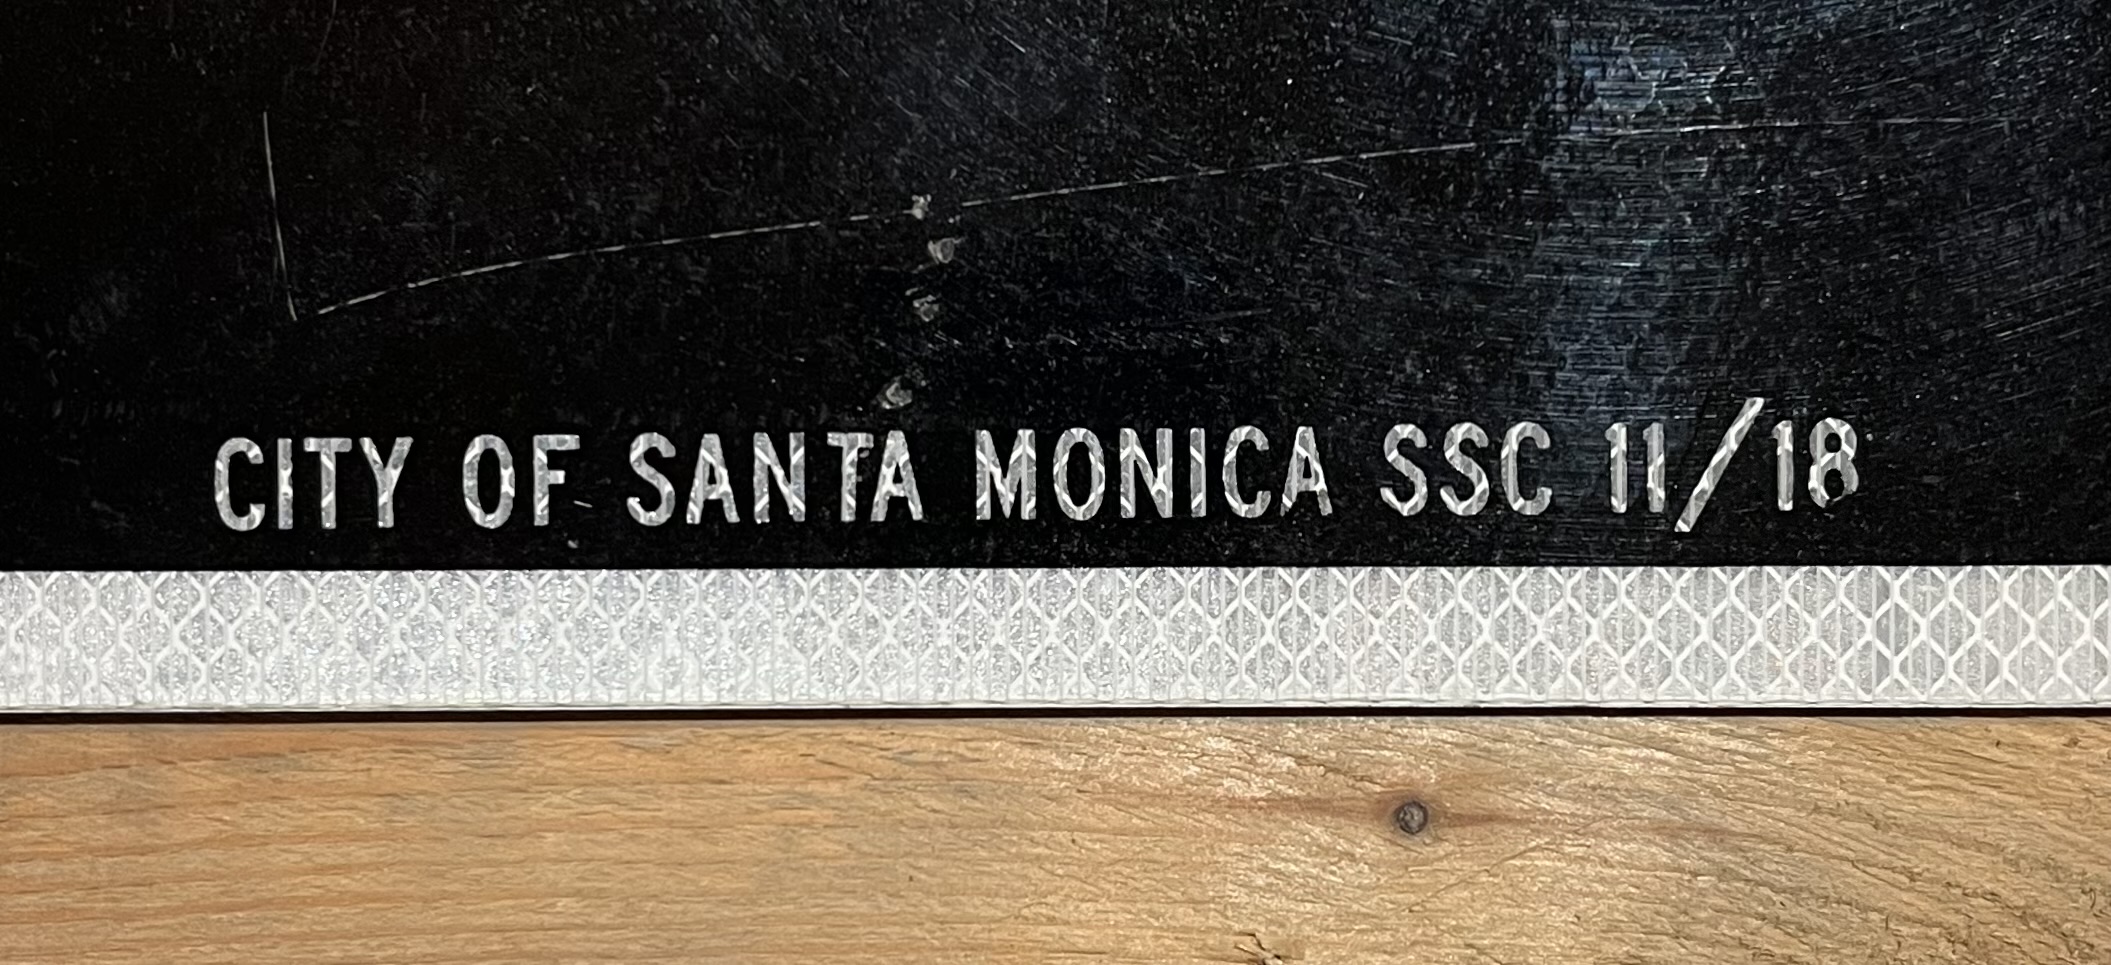 CITY OF SANTA MONICA SSC 11/18